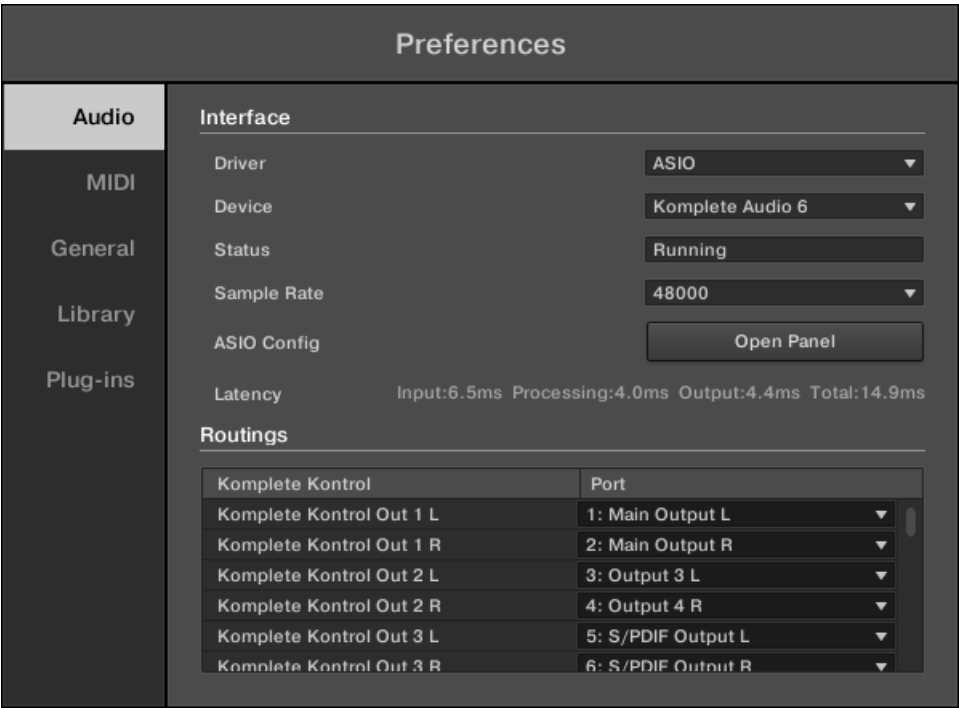 Preferences
Audio
MIDI
General
Library
Plug-ins
Interface
Driver ASIO
Device Komplete Audio 6
Status Running
Sample Rate 48000
ASIO Config Open Panel
Latency Input:6.5ms Processing:4.0ms Output:4.4ms Total:14.9ms
Routings
Komplete Kontrol Port
Komplete Kontrol Out 1 L 1: Main Output L
Komplete Kontrol Out 1 R 2: Main Output R
Komplete Kontrol Out 2 L 3: Output 3 L
Komplete Kontrol Out 2 R 4: Output 4 R
Komplete Kontrol Out 3 L 5: S/PDIF Output L
Komplete Kontrol Out 3 R 6: S/PDIF Output R